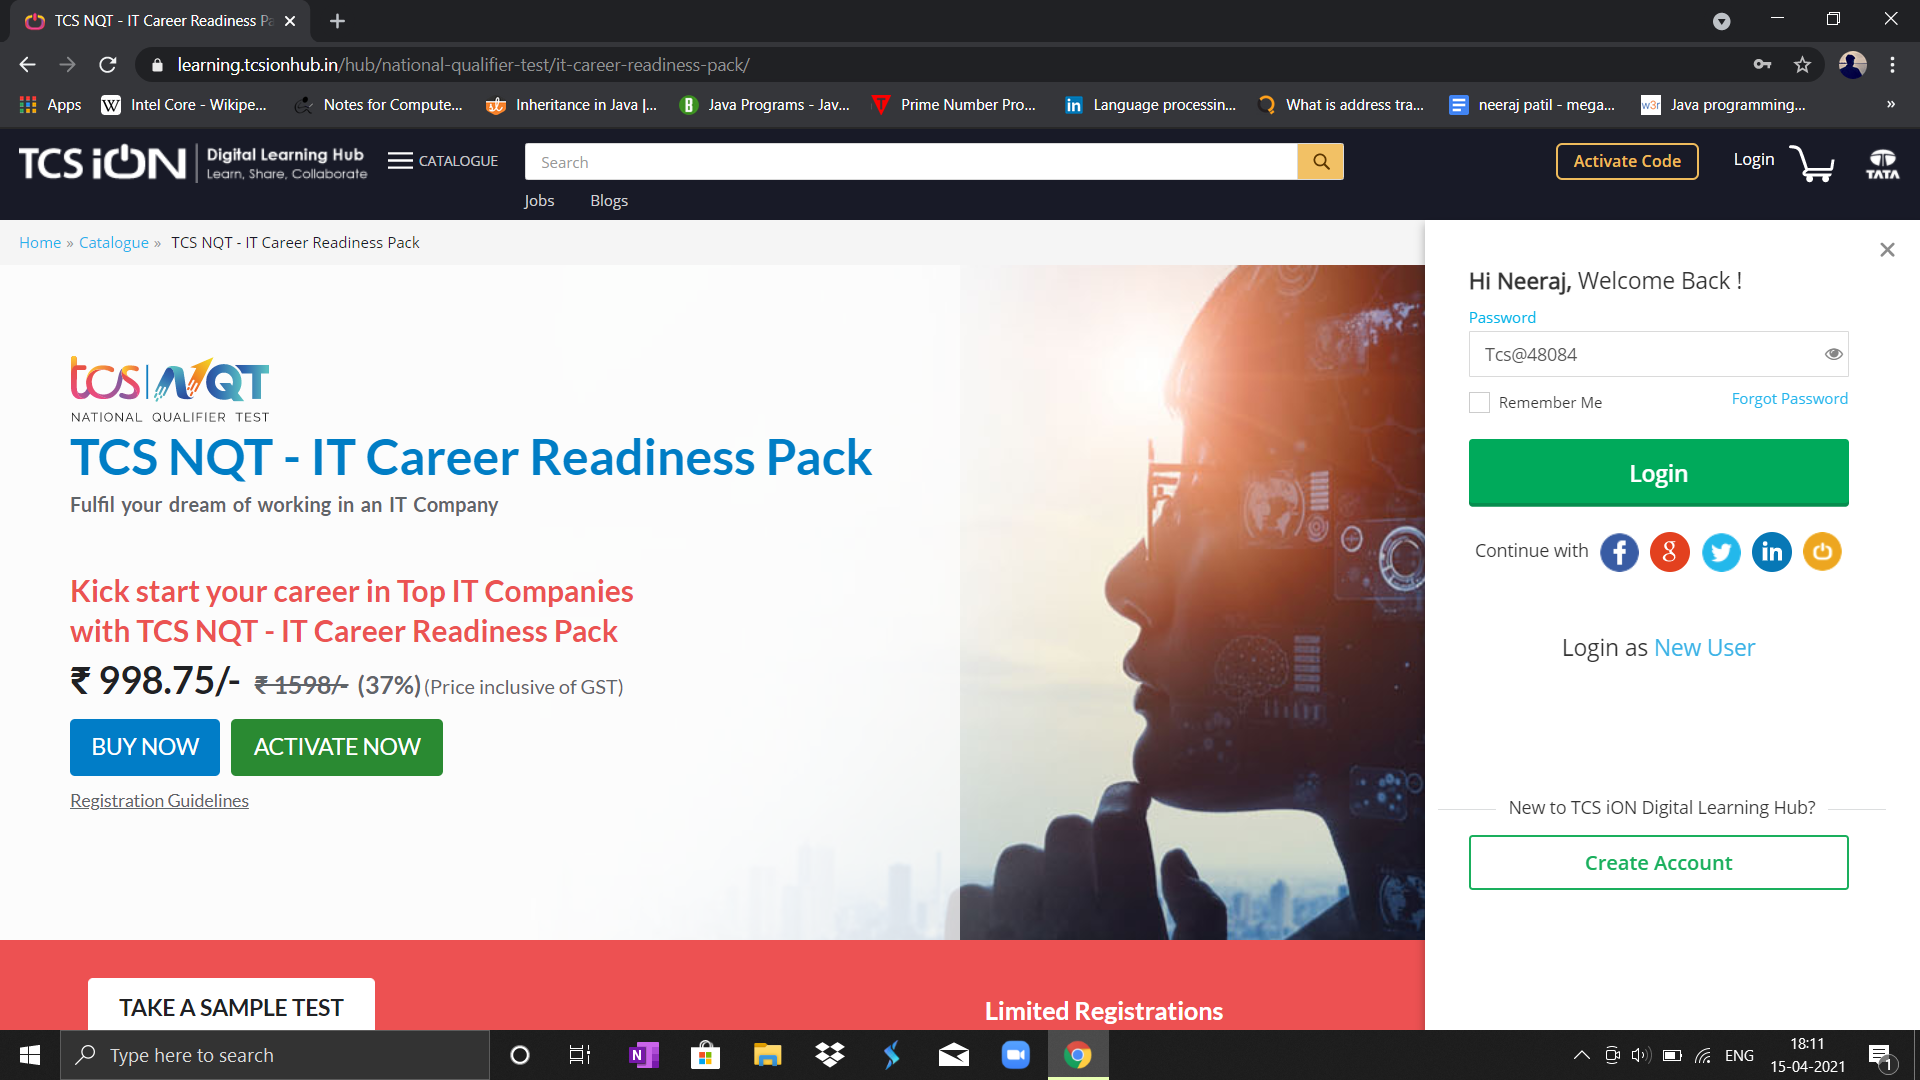 TCS NQT - IT Career Readiness Pa
learning.tcsionhub.in/hub/national-qualifier-test/it-career-readiness-pack/
Apps
W Intel Core - Wikipe...
Notes for Compute...
Inheritance in Java |...
B Java Programs - Jav...
T Prime Number Pro...
in Language processin...
What is address tra...
neeraj patil - mega...
w3r Java programming...
»
TCS iON
Digital Learning Hub
Learn, Share, Collaborate
CATALOGUE
Search
Activate Code
Login
TATA
Jobs
Blogs
Home » Catalogue » TCS NQT - IT Career Readiness Pack
Hi Neeraj, Welcome Back !
Password
Tcs@48084
Remember Me
Forgot Password
Login
Continue with
f
g
in
Login as New User
New to TCS iON Digital Learning Hub?
Create Account
tcs|NQT
NATIONAL QUALIFIER TEST
TCS NQT - IT Career Readiness Pack
Fulfil your dream of working in an IT Company
Kick start your career in Top IT Companies
with TCS NQT - IT Career Readiness Pack
₹ 998.75/- ₹ 1598/- (37%) (Price inclusive of GST)
BUY NOW
ACTIVATE NOW
Registration Guidelines
TAKE A SAMPLE TEST
Limited Registrations
Type here to search
N
ENG
18:11
15-04-2021
1